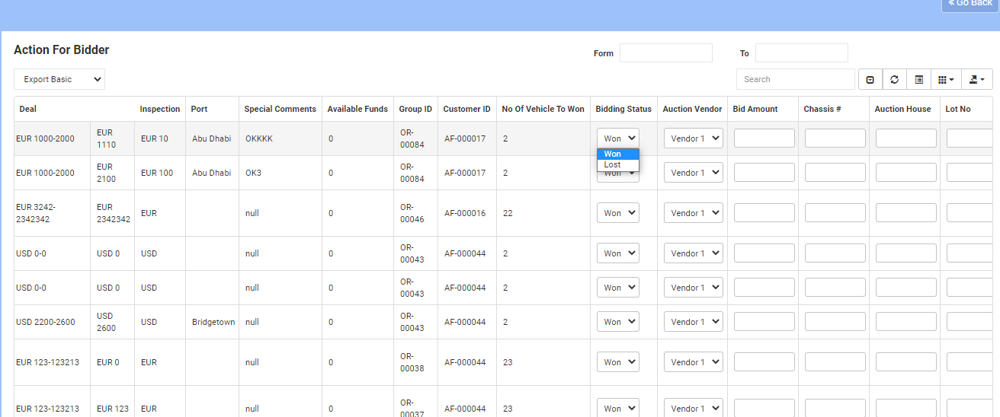 « Go Back
Action For Bidder
Form
To
Export Basic
Search
Deal Inspection Port Special Comments Available Funds Group ID Customer ID No Of Vehicle To Won Bidding Status Auction Vendor Bid Amount Chassis # Auction House Lot No
EUR 1000-2000 EUR 1110 EUR 10 Abu Dhabi OKKKK 0 OR-00084 AF-000017 2 Won Vendor 1
Won
Lost
EUR 1000-2000 EUR 2100 EUR 100 Abu Dhabi OK3 0 OR-00084 AF-000017 2 Won Vendor 1
EUR 3242-2342342 EUR 2342342 EUR null 0 OR-00046 AF-000016 22 Won Vendor 1
USD 0-0 USD 0 USD null 0 OR-00043 AF-000044 2 Won Vendor 1
USD 0-0 USD 0 USD null 0 OR-00043 AF-000044 2 Won Vendor 1
USD 2200-2600 USD 2600 USD Bridgetown null 0 OR-00043 AF-000044 2 Won Vendor 1
EUR 123-123213 EUR 0 EUR null 0 OR-00038 AF-000044 23 Won Vendor 1
EUR 123-123213 EUR 123 EUR null 0 OR-00037 AF-000044 23 Won Vendor 1